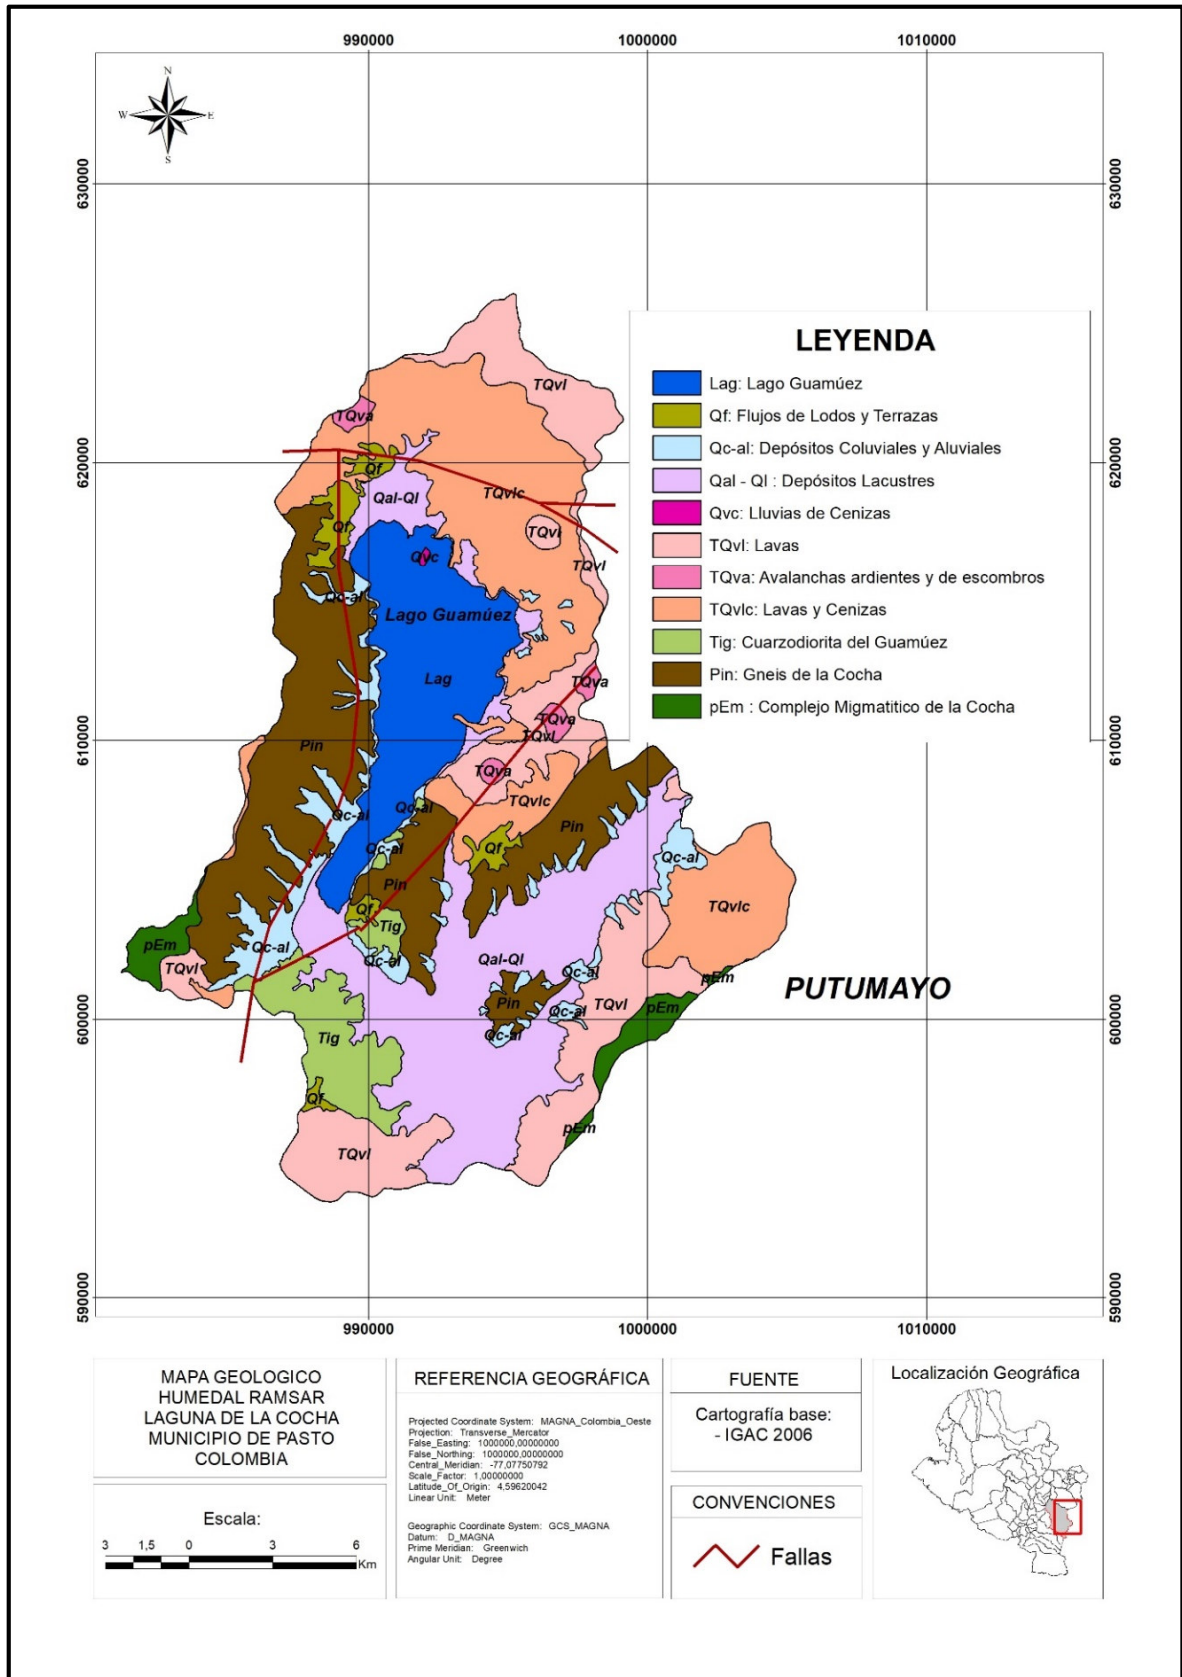 990000
1000000
1010000
N
W
E
S
630000
630000
LEYENDA
Lag: Lago Guamúez
Qf: Flujos de Lodos y Terrazas
Qc-al: Depósitos Coluviales y Aluviales
Qal - Ql : Depósitos Lacustres
Qvc: Lluvias de Cenizas
TQvl: Lavas
TQva: Avalanchas ardientes y de escombros
TQvlc: Lavas y Cenizas
Tig: Cuarzodiorita del Guamúez
Pin: Gneis de la Cocha
pEm : Complejo Migmatitico de la Cocha
TQvl
TQva
620000
620000
Qf
Qal-Ql
TQvlc
Qf
TQvl
Qvc
TQvl
Qc-al
Lago Guamúez
Lag
TQva
TQva
TQvl
610000
610000
Pin
TQva
TQvlc
Qc-al
Qc-al
Pin
Qc-al
Qf
Qc-al
Pin
TQvlc
Qf
Tig
pEm
Qc-al
Qc-al
Qal-Ql
TQvl
Qc-al
pEm
PUTUMAYO
Pin
TQvl
pEm
Qc-al
600000
600000
Qc-al
Tig
Qf
pEm
TQvl
590000
590000
990000
1000000
1010000
MAPA GEOLOGICO
HUMEDAL RAMSAR
LAGUNA DE LA COCHA
MUNICIPIO DE PASTO
COLOMBIA
Escala:
3 1,5 0 3 6
Km
REFERENCIA GEOGRÁFICA
Projected Coordinate System: MAGNA_Colombia_Oeste
Projection: Transverse_Mercator
False_Easting: 1000000,00000000
False_Northing: 1000000,00000000
Central_Meridian: -77,07750792
Scale_Factor: 1,00000000
Latitude_Of_Origin: 4,59620042
Linear Unit: Meter
Geographic Coordinate System: GCS_MAGNA
Datum: D_MAGNA
Prime Meridian: Greenwich
Angular Unit: Degree
FUENTE
Cartografía base:
- IGAC 2006
CONVENCIONES
Fallas
Localización Geográfica